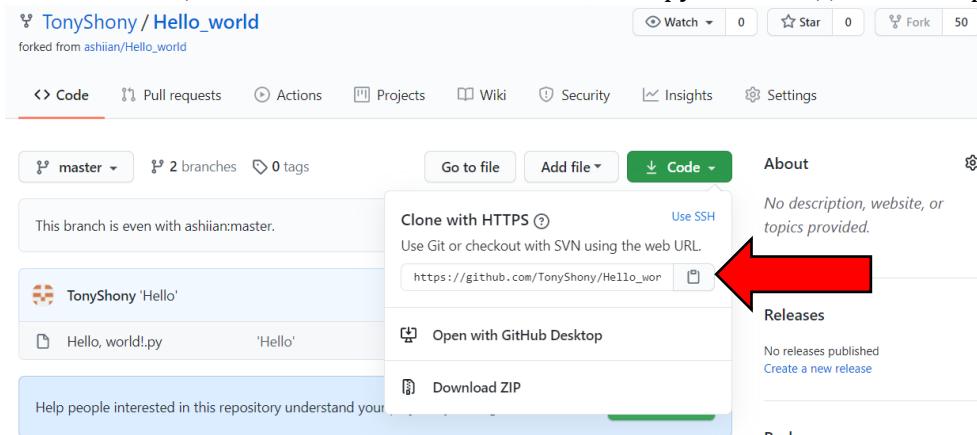 TonyShony / Hello_world
Watch 0 Star 0 Fork 50
forked from ashiian/Hello_world
Code Pull requests Actions Projects Wiki Security Insights Settings
master 2 branches 0 tags Go to file Add file Code
About
No description, website, or
topics provided.
This branch is even with ashiian:master.
Clone with HTTPS Use SSH
Use Git or checkout with SVN using the web URL.
https://github.com/TonyShony/Hello_wor
TonyShony 'Hello'
Hello, world!.py 'Hello'
Open with GitHub Desktop
Download ZIP
Releases
No releases published
Create a new release
Help people interested in this repository understand your